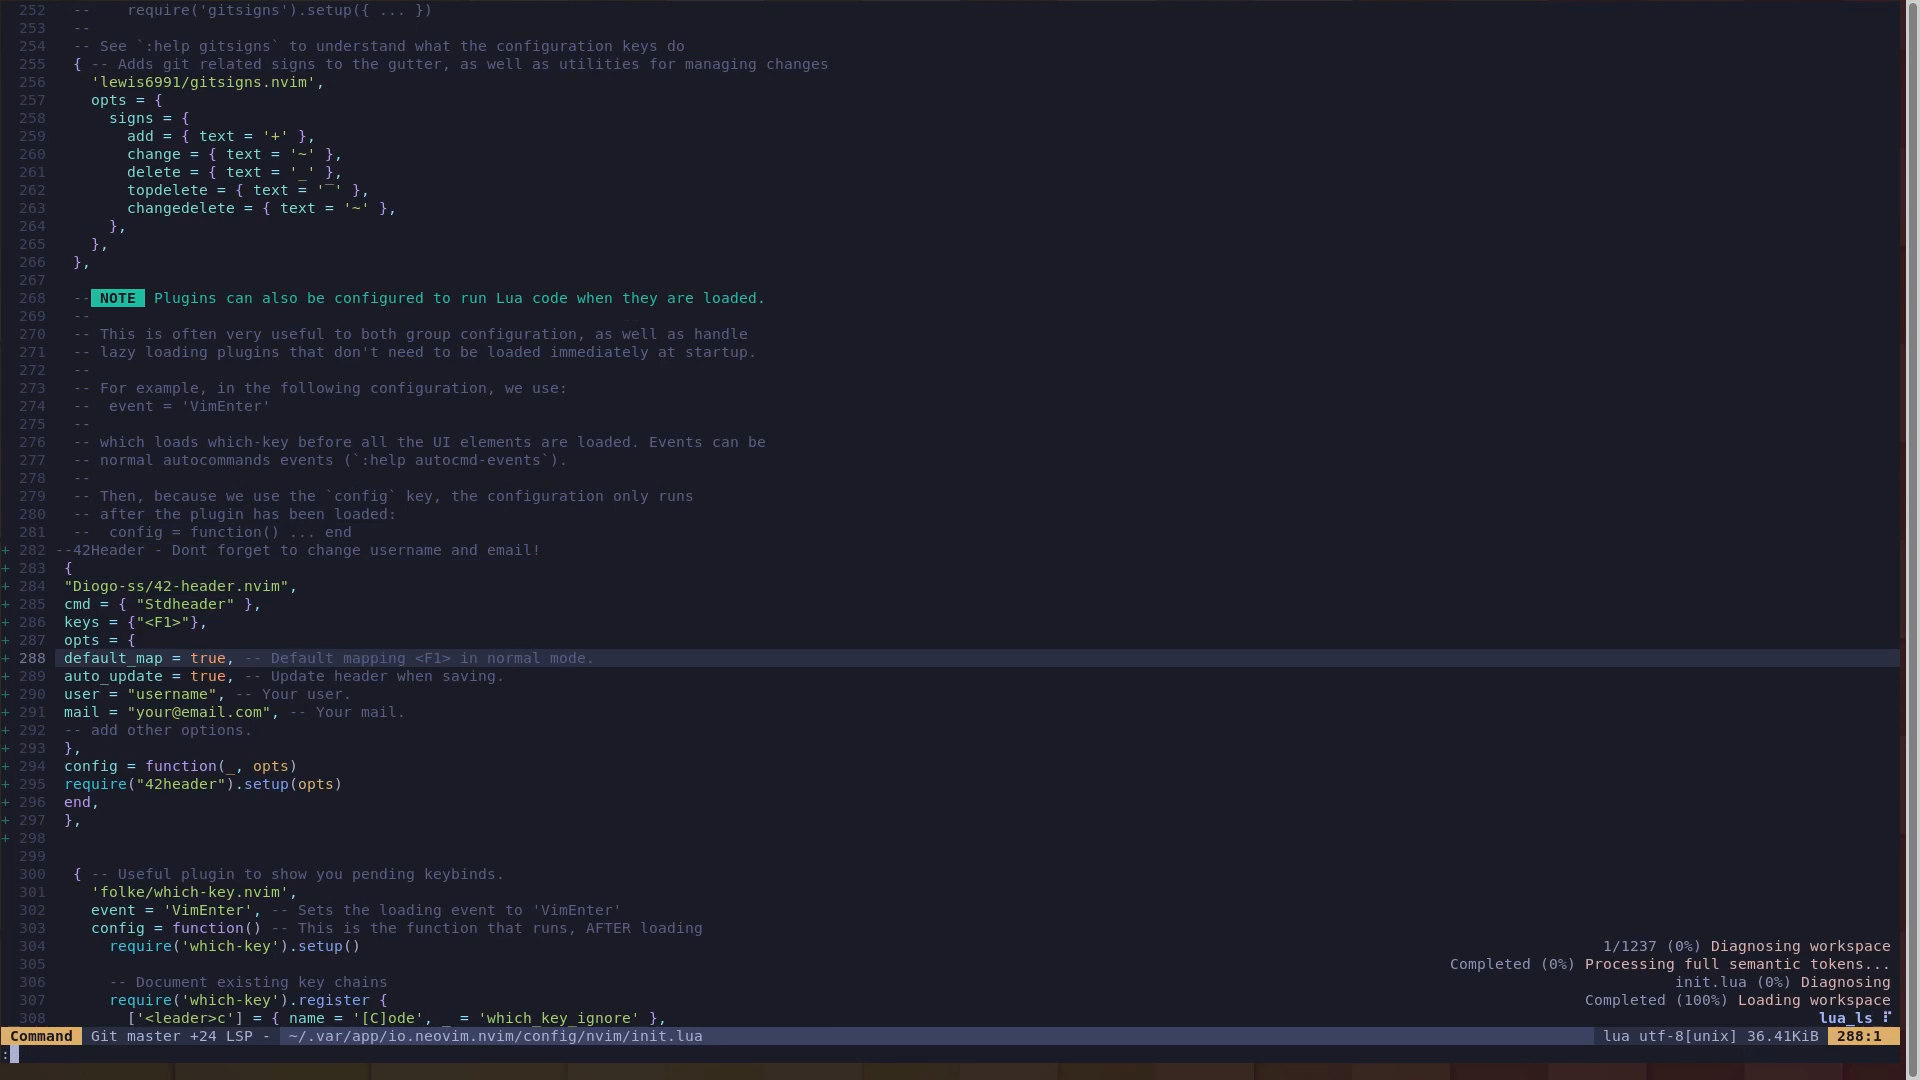 252   --    require('gitsigns').setup({ ... })
253   --
254   -- See `:help gitsigns` to understand what the configuration keys do
255   { -- Adds git related signs to the gutter, as well as utilities for managing changes
256     'lewis6991/gitsigns.nvim',
257     opts = {
258       signs = {
259         add = { text = '+' },
260         change = { text = '~' },
261         delete = { text = '_' },
262         topdelete = { text = '‾' },
263         changedelete = { text = '~' },
264       },
265     },
266   },
267
268   -- NOTE  Plugins can also be configured to run Lua code when they are loaded.
269   --
270   -- This is often very useful to both group configuration, as well as handle
271   -- lazy loading plugins that don't need to be loaded immediately at startup.
272   --
273   -- For example, in the following configuration, we use:
274   --  event = 'VimEnter'
275   --
276   -- which loads which-key before all the UI elements are loaded. Events can be
277   -- normal autocommands events (`:help autocmd-events`).
278   --
279   -- Then, because we use the `config` key, the configuration only runs
280   -- after the plugin has been loaded:
281   --  config = function() ... end
+ 282 --42Header - Dont forget to change username and email!
+ 283  {
+ 284  "Diogo-ss/42-header.nvim",
+ 285  cmd = { "Stdheader" },
+ 286  keys = {"<F1>"},
+ 287  opts = {
+ 288  default_map = true, -- Default mapping <F1> in normal mode.
+ 289  auto_update = true, -- Update header when saving.
+ 290  user = "username", -- Your user.
+ 291  mail = "your@email.com", -- Your mail.
+ 292  -- add other options.
+ 293  },
+ 294  config = function(_, opts)
+ 295  require("42header").setup(opts)
+ 296  end,
+ 297  },
+ 298
299
300   { -- Useful plugin to show you pending keybinds.
301     'folke/which-key.nvim',
302     event = 'VimEnter', -- Sets the loading event to 'VimEnter'
303     config = function() -- This is the function that runs, AFTER loading
304       require('which-key').setup()
1/1237 (0%) Diagnosing workspace
305
Completed (0%) Processing full semantic tokens...
306       -- Document existing key chains
init.lua (0%) Diagnosing
307       require('which-key').register {
Completed (100%) Loading workspace
308         ['<leader>c'] = { name = '[C]ode', _ = 'which_key_ignore' },
lua_ls ⠏
Command  Git master +24 LSP -  ~/.var/app/io.neovim.nvim/config/nvim/init.lua  lua utf-8[unix] 36.41KiB  288:1
: